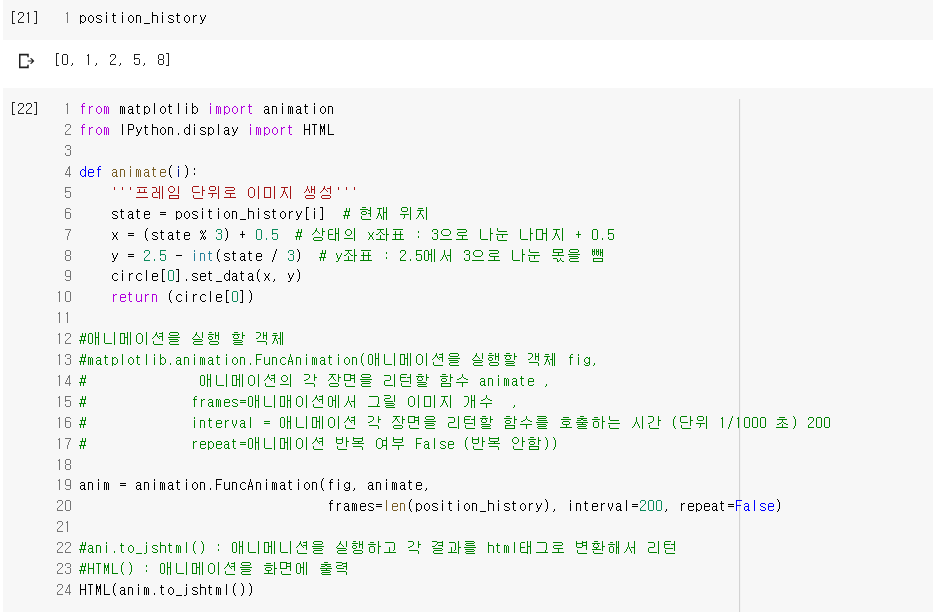 [21] 1 position_history
[0, 1, 2, 5, 8]
[22] 1 from matplotlib import animation
2 from IPython.display import HTML
3
4 def animate(i):
5 '''프레임 단위로 이미지 생성'''
6 state = position_history[i] # 현재 위치
7 x = (state % 3) + 0.5 # 상태의 x좌표 : 3으로 나눈 나머지 + 0.5
8 y = 2.5 - int(state / 3) # y좌표 : 2.5에서 3으로 나눈 몫을 뺌
9 circle[0].set_data(x, y)
10 return (circle[0])
11
12 #애니메이션을 실행 할 객체
13 #matplotlib.animation.FuncAnimation(애니메이션을 실행할 객체 fig,
14 # 애니메이션의 각 장면을 리턴할 함수 animate ,
15 # frames=애니매이션에서 그릴 이미지 개수 ,
16 # interval = 애니메이션 각 장면을 리턴할 함수를 호출하는 시간 (단위 1/1000 초) 200
17 # repeat=애니메이션 반복 여부 False (반복 안함))
18
19 anim = animation.FuncAnimation(fig, animate,
20 frames=len(position_history), interval=200, repeat=False)
21
22 #ani.to_jshtml() : 애니메니션을 실행하고 각 결과를 html태그로 변환해서 리턴
23 #HTML() : 애니메이션을 화면에 출력
24 HTML(anim.to_jshtml())